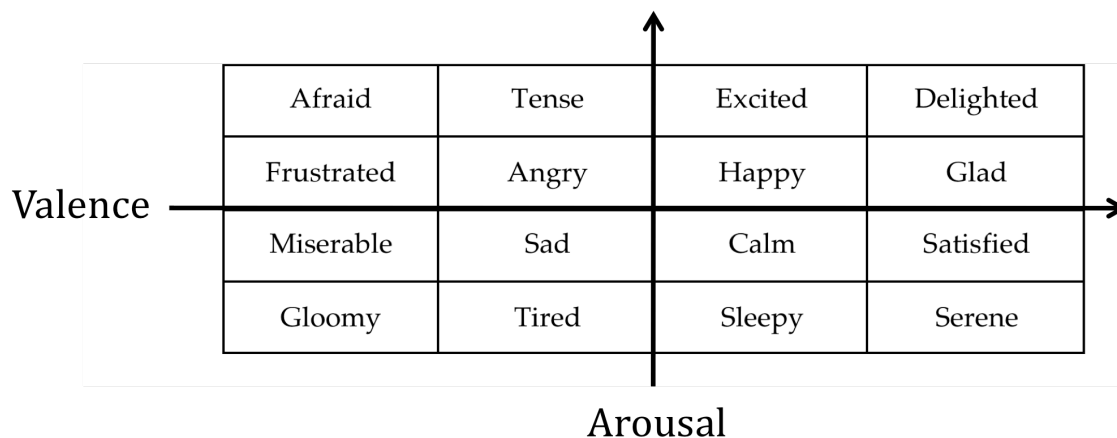 Afraid Tense Excited Delighted
Frustrated Angry Happy Glad
Valence
Miserable Sad Calm Satisfied
Gloomy Tired Sleepy Serene
Arousal